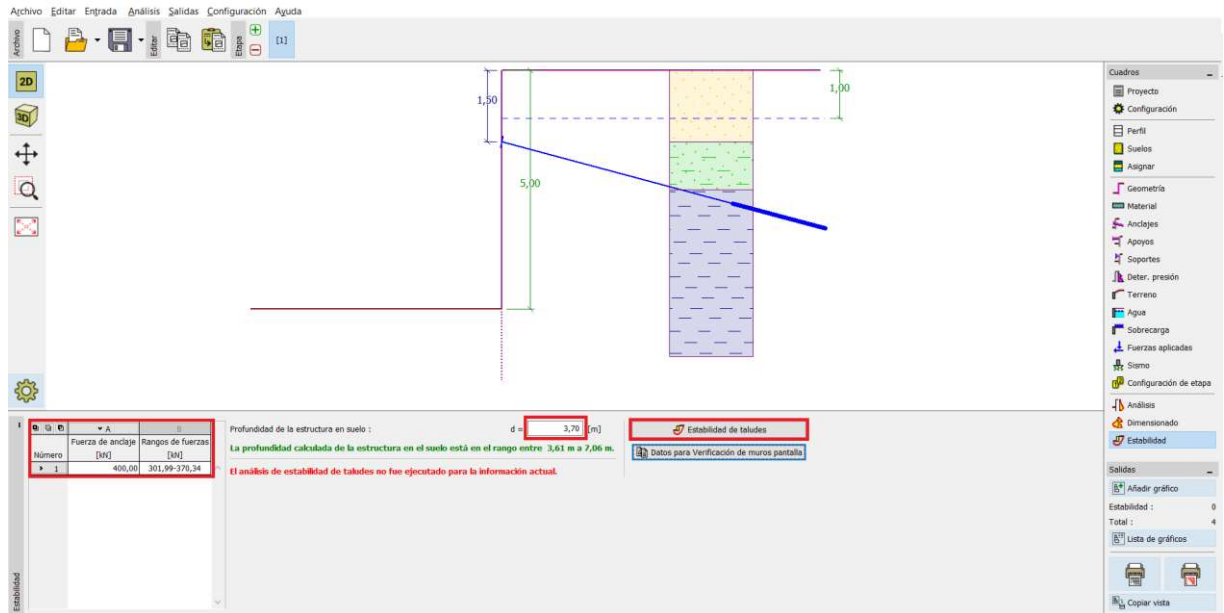 Archivo Editar Entrada Análisis Salidas Configuración Ayuda
Archivo
Editar
Etapa
[1]
2D
3D
1,50
5,00
1,00
Cuadros
Proyecto
Configuración
Perfil
Suelos
Asignar
Geometría
Material
Anclajes
Apoyos
Soportes
Deter. presión
Terreno
Agua
Sobrecarga
Fuerzas aplicadas
Sismo
Configuración de etapa
Análisis
Dimensionado
Estabilidad
Salidas
Añadir gráfico
Estabilidad : 0
Total : 4
Lista de gráficos
Copiar vista
Estabilidad
A
Número Fuerza de anclaje Rangos de fuerzas
[kN] [kN]
1 400,00 301,99-370,34
Profundidad de la estructura en suelo : d = 3,70 [m]
La profundidad calculada de la estructura en el suelo está en el rango entre 3,61 m a 7,06 m.
El análisis de estabilidad de taludes no fue ejecutado para la información actual.
Estabilidad de taludes
Datos para Verificación de muros pantalla